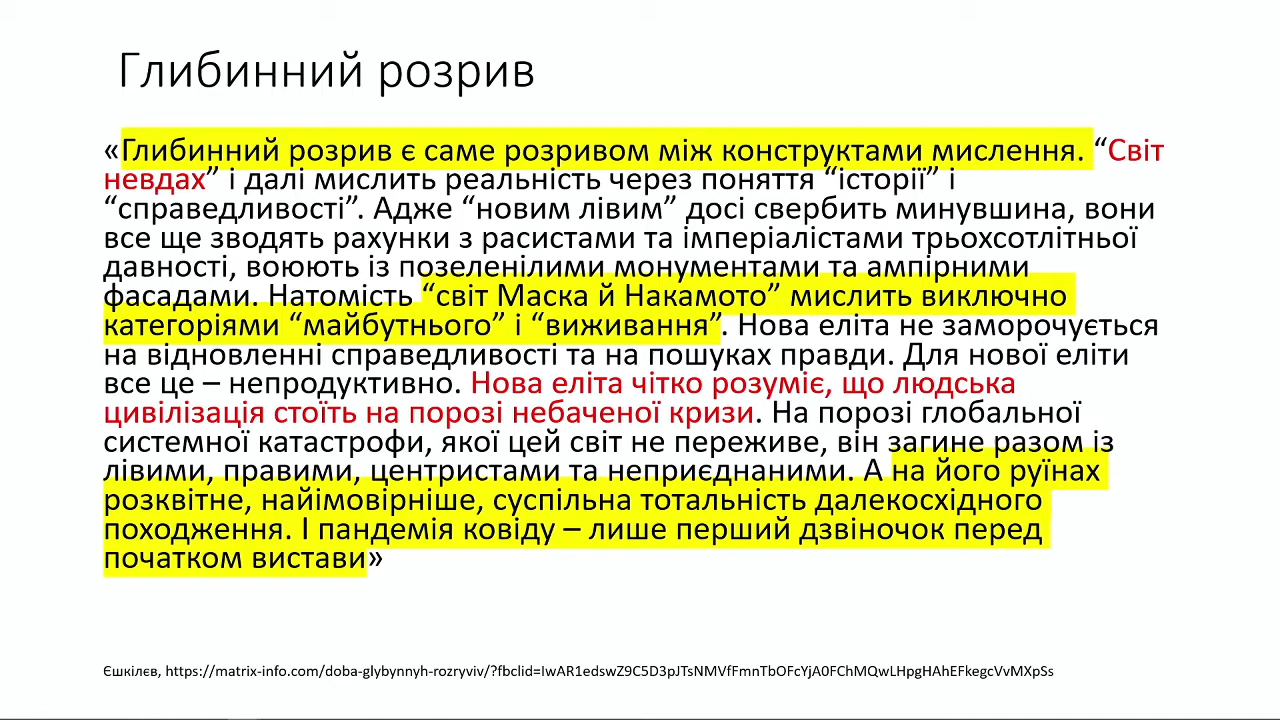 Глибинний розрив
«Глибинний розрив є саме розривом між конструктами мислення. “Світ
невдах” і далі мислить реальність через поняття “історії” і
“справедливості”. Адже “новим лівим” досі свербить минувшина, вони
все ще зводять рахунки з расистами та імперіалістами трьохсотлітньої
давності, воюють із позеленілими монументами та ампірними
фасадами. Натомість “світ Маска й Накамото” мислить виключно
категоріями “майбутнього” і “виживання”. Нова еліта не заморочується
на відновленні справедливості та на пошуках правди. Для нової еліти
все це – непродуктивно. Нова еліта чітко розуміє, що людська
цивілізація стоїть на порозі небаченої кризи. На порозі глобальної
системної катастрофи, якої цей світ не переживе, він загине разом із
лівими, правими, центристами та неприєднаними. А на його руїнах
розквітне, найімовірніше, суспільна тотальність далекосхідного
походження. І пандемія ковіду – лише перший дзвіночок перед
початком вистави»
Єшкілєв, https://matrix-info.com/doba-glybynnyh-rozryviv/?fbclid=IwAR1edswZ9C5D3pJTsNMVfFmnTbOFcYjA0FChMQwLHpgHAhEFkegcVvMXpSs